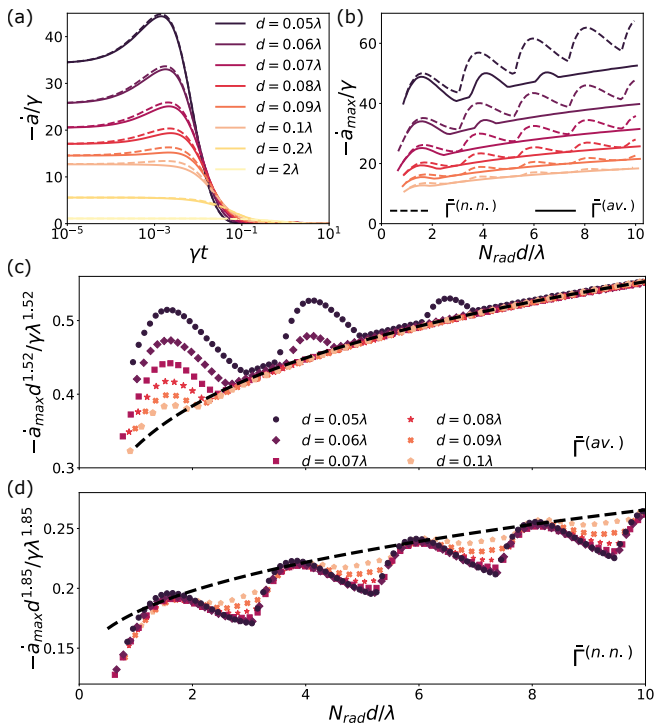 (a)
−ȧ/γ
40
30
20
10
0
10⁻⁵
10⁻³
10⁻¹
10¹
γt
d = 0.05λ
d = 0.06λ
d = 0.07λ
d = 0.08λ
d = 0.09λ
d = 0.1λ
d = 0.2λ
d = 2λ
(b)
−ȧ_max/γ
60
40
20
0
0
2
4
6
8
10
N_rad d/λ
Γ̄^(n.n.)
Γ̄^(av.)
(c)
−ȧ_max d^1.52/γλ^1.52
0.5
0.4
0.3
d = 0.05λ
d = 0.06λ
d = 0.07λ
d = 0.08λ
d = 0.09λ
d = 0.1λ
Γ̄^(av.)
(d)
−ȧ_max d^1.85/γλ^1.85
0.25
0.2
0.15
0
2
4
6
8
10
N_rad d/λ
Γ̄^(n.n.)